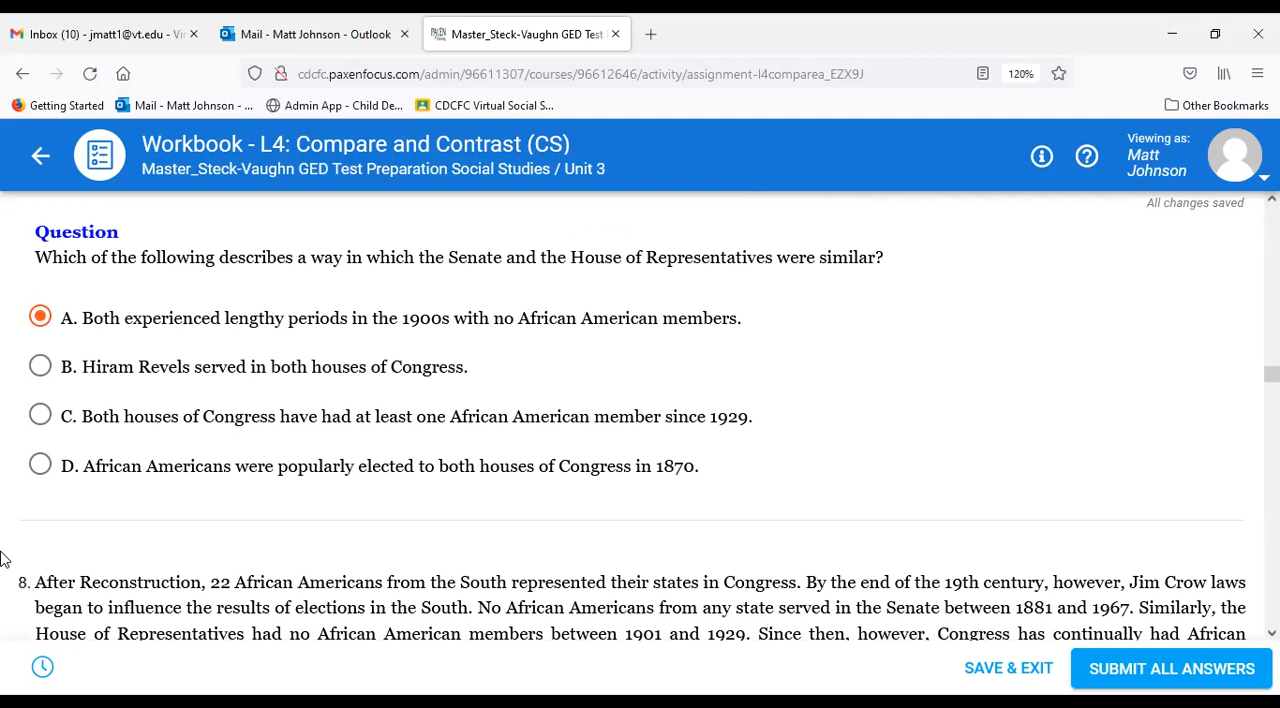 Inbox (10) - jmatt1@vt.edu - Vir
Mail - Matt Johnson - Outlook
PAXEN Master_Steck-Vaughn GED Test
cdcfc.paxenfocus.com/admin/96611307/courses/96612646/activity/assignment-l4comparea_EZX9J
120%
Getting Started
Mail - Matt Johnson - ...
Admin App - Child De...
CDCFC Virtual Social S...
Other Bookmarks
Workbook - L4: Compare and Contrast (CS)
Master_Steck-Vaughn GED Test Preparation Social Studies / Unit 3
Viewing as:
Matt
Johnson
All changes saved
Question
Which of the following describes a way in which the Senate and the House of Representatives were similar?
A. Both experienced lengthy periods in the 1900s with no African American members.
B. Hiram Revels served in both houses of Congress.
C. Both houses of Congress have had at least one African American member since 1929.
D. African Americans were popularly elected to both houses of Congress in 1870.
8. After Reconstruction, 22 African Americans from the South represented their states in Congress. By the end of the 19th century, however, Jim Crow laws
began to influence the results of elections in the South. No African Americans from any state served in the Senate between 1881 and 1967. Similarly, the
House of Representatives had no African American members between 1901 and 1929. Since then, however, Congress has continually had African
SAVE & EXIT
SUBMIT ALL ANSWERS